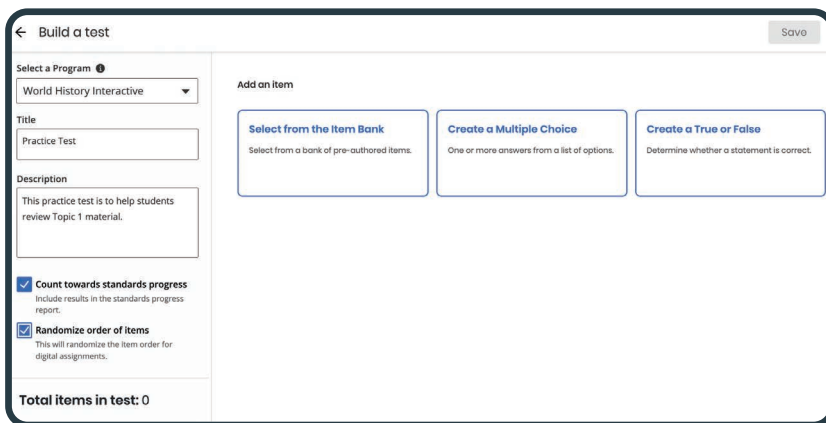 Build a test
Save
Select a Program
World History Interactive
Title
Practice Test
Description
This practice test is to help students
review Topic 1 material.
Count towards standards progress
Include results in the standards progress
report.
Randomize order of items
This will randomize the item order for
digital assignments.
Total items in test: 0
Add an item
Select from the Item Bank
Select from a bank of pre-authored items.
Create a Multiple Choice
One or more answers from a list of options.
Create a True or False
Determine whether a statement is correct.